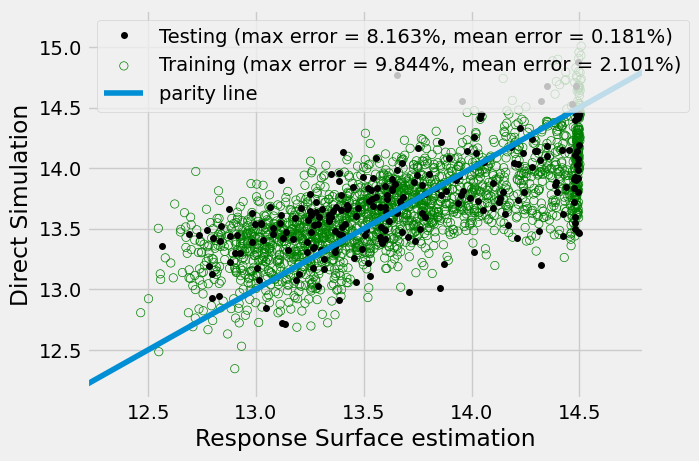 Testing (max error = 8.163%, mean error = 0.181%)
Training (max error = 9.844%, mean error = 2.101%)
parity line
15.0
14.5
14.0
13.5
13.0
12.5
Direct Simulation
12.5 13.0 13.5 14.0 14.5
Response Surface estimation